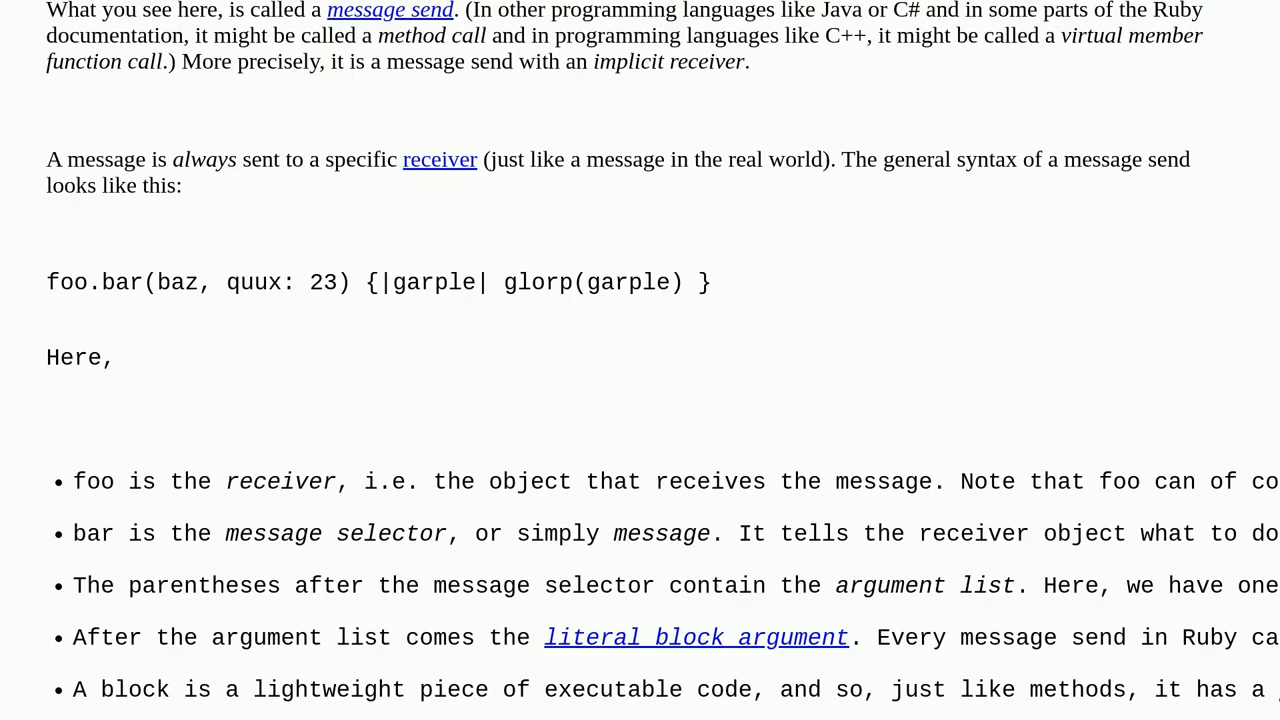 What you see here, is called a message send. (In other programming languages like Java or C# and in some parts of the Ruby
documentation, it might be called a method call and in programming languages like C++, it might be called a virtual member
function call.) More precisely, it is a message send with an implicit receiver.
A message is always sent to a specific receiver (just like a message in the real world). The general syntax of a message send
looks like this:
foo.bar(baz, quux: 23) {|garple| glorp(garple) }
Here,
• foo is the receiver, i.e. the object that receives the message. Note that foo can of co
• bar is the message selector, or simply message. It tells the receiver object what to do
• The parentheses after the message selector contain the argument list. Here, we have one
• After the argument list comes the literal block argument. Every message send in Ruby ca
• A block is a lightweight piece of executable code, and so, just like methods, it has a